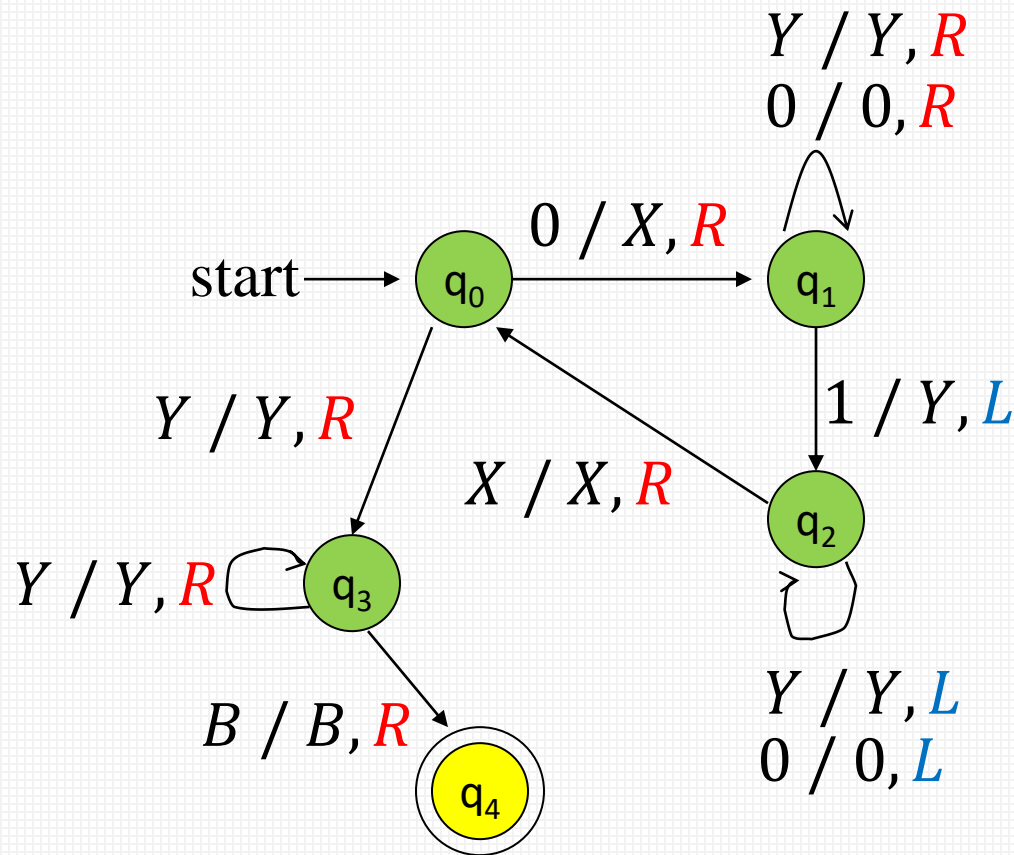 Y / Y, R
0 / 0, R
0 / X, R
start
q₀
q₁
Y / Y, R
1 / Y, L
X / X, R
q₂
Y / Y, R
q₃
Y / Y, L
B / B, R
0 / 0, L
q₄